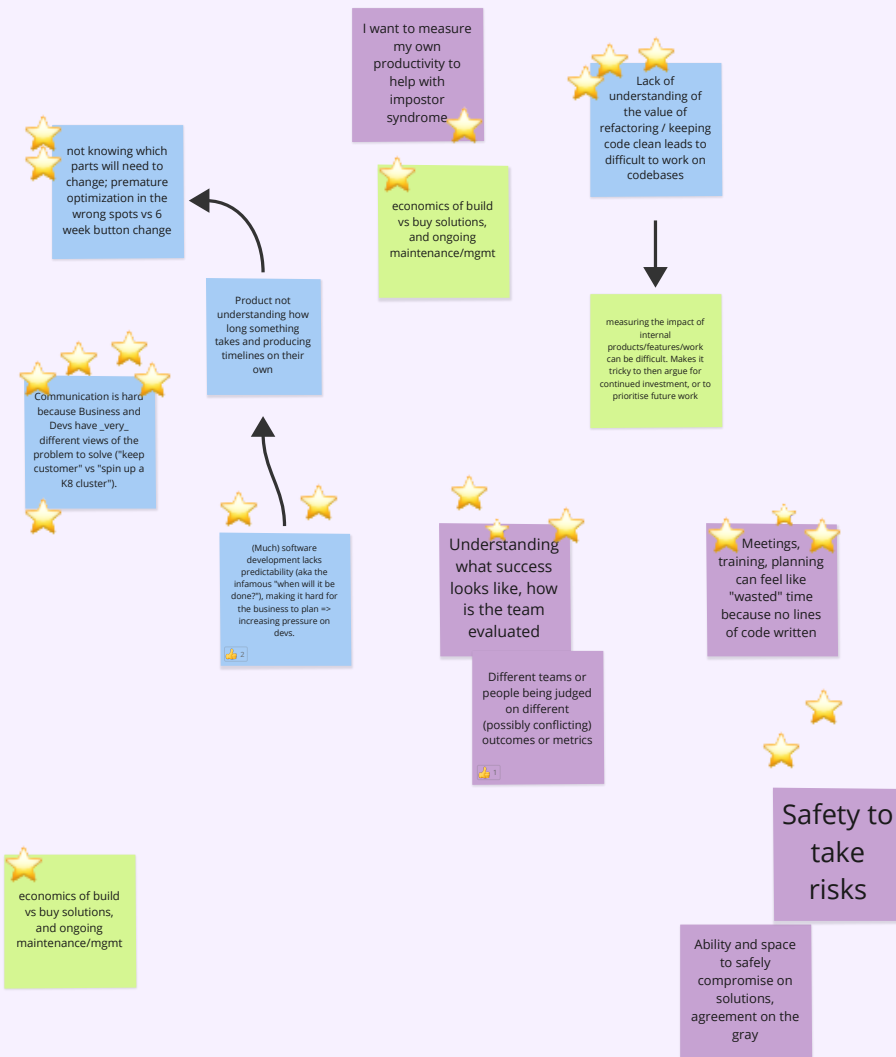 I want to measure
my own
productivity to
help with
impostor
syndrome
Lack of
understanding of
the value of
refactoring / keeping
code clean leads to
difficult to work on
codebases
not knowing which
parts will need to
change; premature
optimization in the
wrong spots vs 6
week button change
economics of build
vs buy solutions,
and ongoing
maintenance/mgmt
Product not
understanding how
long something
takes and producing
timelines on their
own
measuring the impact of
internal
products/features/work
can be difficult. Makes it
tricky to then argue for
continued investment, or to
prioritise future work
Communication is hard
because Business and
Devs have _very_
different views of the
problem to solve ("keep
customer" vs "spin up a
K8 cluster").
(Much) software
development lacks
predictability (aka the
infamous "when will it be
done?"), making it hard for
the business to plan =>
increasing pressure on
devs.
2
Understanding
what success
looks like, how
is the team
evaluated
Meetings,
training, planning
can feel like
"wasted" time
because no lines
of code written
Different teams or
people being judged
on different
(possibly conflicting)
outcomes or metrics
1
Safety to
take
risks
economics of build
vs buy solutions,
and ongoing
maintenance/mgmt
Ability and space
to safely
compromise on
solutions,
agreement on the
gray